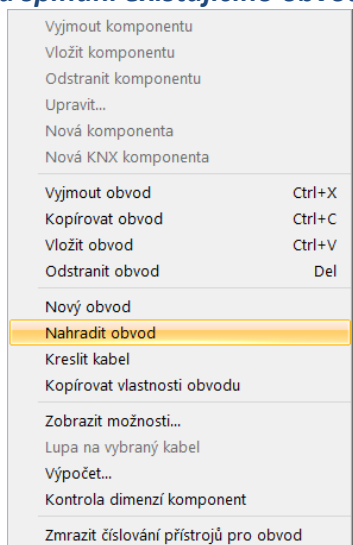 Vyjmout komponentu
Vložit komponentu
Odstranit komponentu
Upravit...
Nová komponenta
Nová KNX komponenta
Vyjmout obvod Ctrl+X
Kopírovat obvod Ctrl+C
Vložit obvod Ctrl+V
Odstranit obvod Del
Nový obvod
Nahradit obvod
Kreslit kabel
Kopírovat vlastnosti obvodu
Zobrazit možnosti...
Lupa na vybraný kabel
Výpočet...
Kontrola dimenzí komponent
Zmrazit číslování přístrojů pro obvod